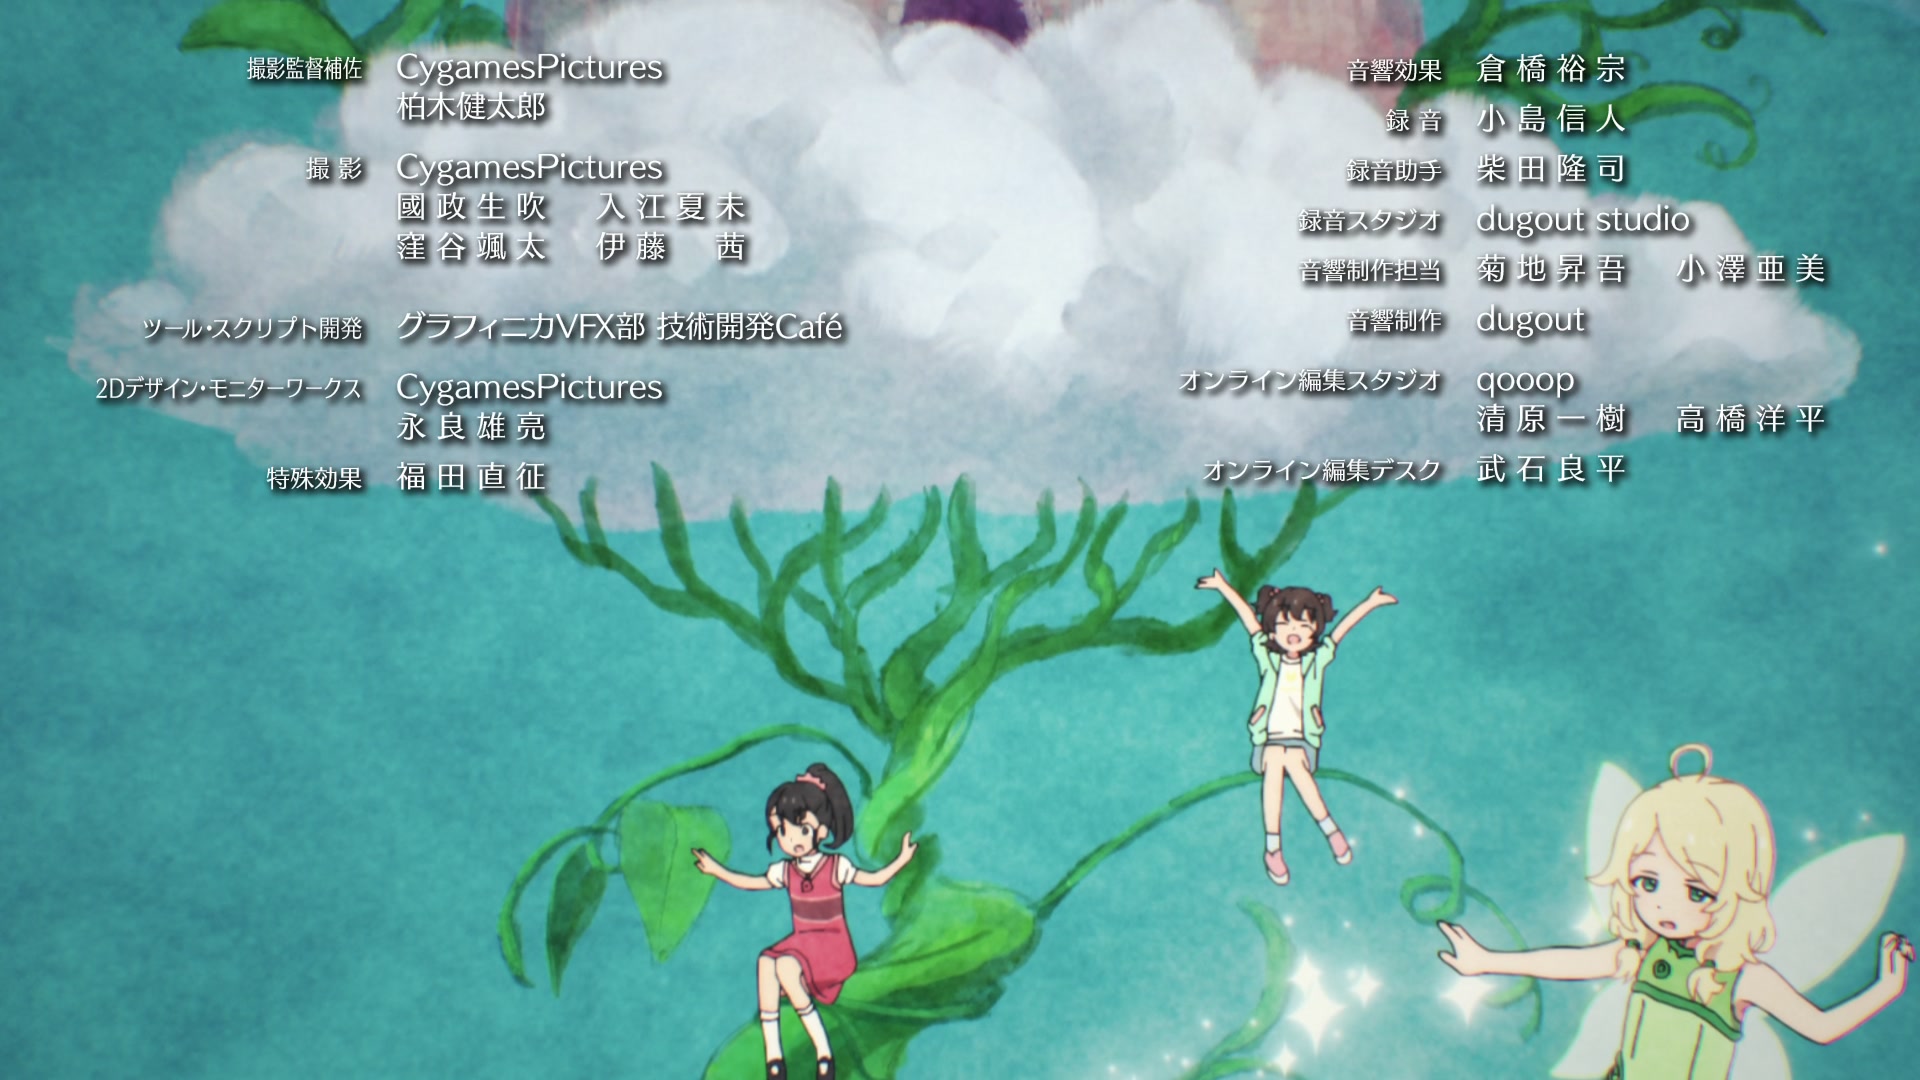 撮影監督補佐 CygamesPictures
柏木健太郎
撮影 CygamesPictures
國政生吹 入江夏未
窪谷颯太 伊藤茜
ツール・スクリプト開発 グラフィニカVFX部 技術開発Café
2Dデザイン・モニターワークス CygamesPictures
永良雄亮
特殊効果 福田直征
音響効果 倉橋裕宗
録音 小島信人
録音助手 柴田隆司
録音スタジオ dugout studio
音響制作担当 菊地昇吾 小澤亜美
音響制作 dugout
オンライン編集スタジオ qooop
清原一樹 高橋洋平
オンライン編集デスク 武石良平